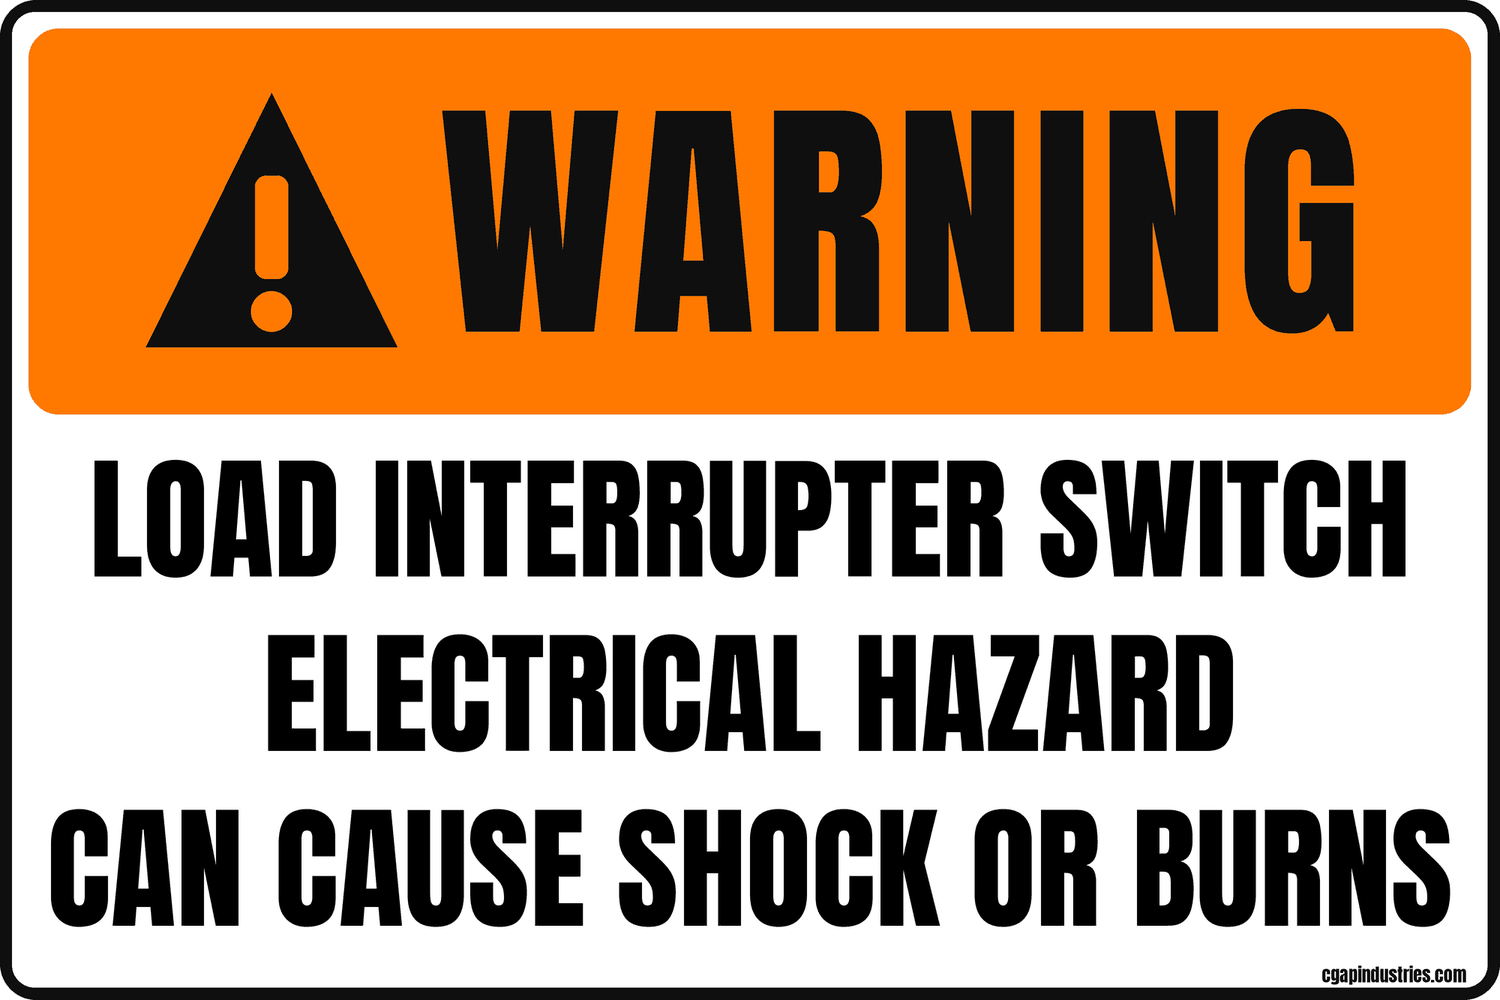 WARNING
LOAD INTERRUPTER SWITCH
ELECTRICAL HAZARD
CAN CAUSE SHOCK OR BURNS
cgapindustries.com